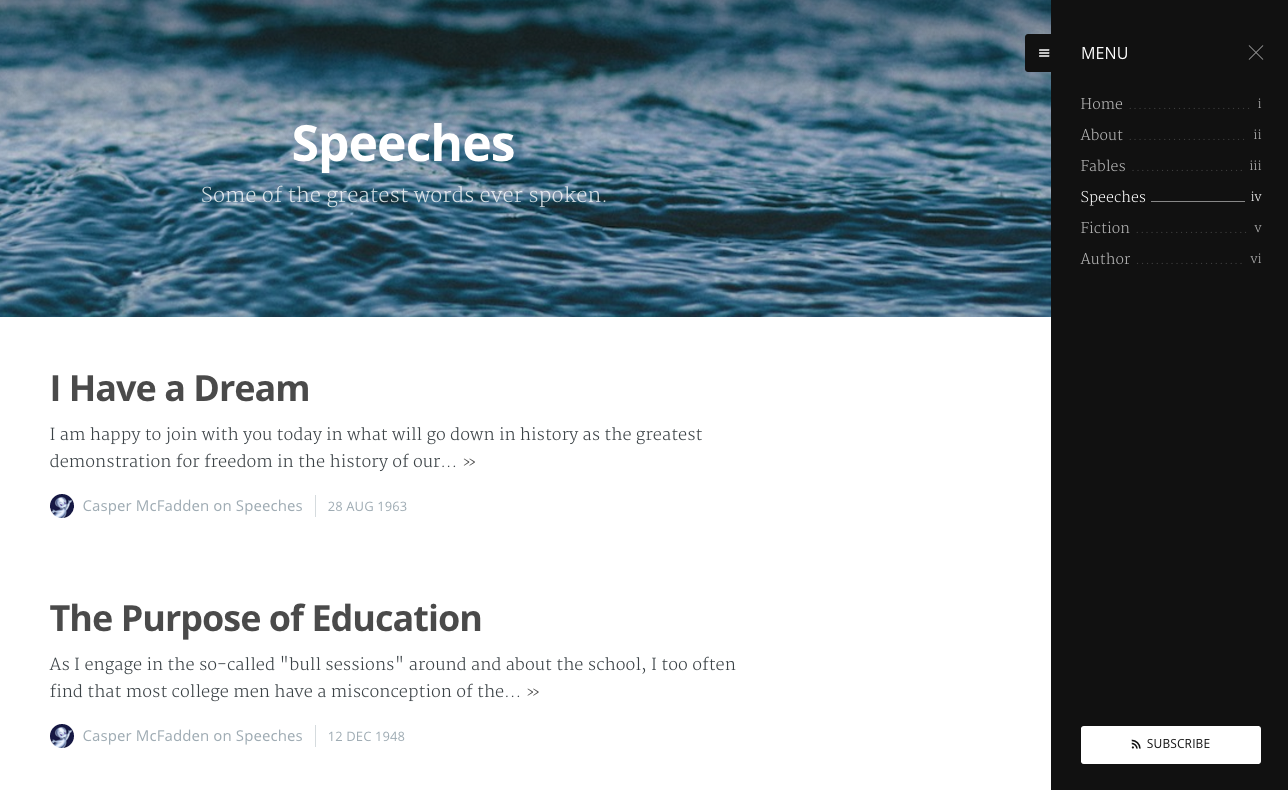 Speeches
Some of the greatest words ever spoken.
I Have a Dream
I am happy to join with you today in what will go down in history as the greatest
demonstration for freedom in the history of our... »
Casper McFadden on Speeches 28 AUG 1963
The Purpose of Education
As I engage in the so-called "bull sessions" around and about the school, I too often
find that most college men have a misconception of the... »
Casper McFadden on Speeches 12 DEC 1948
MENU
Home i
About ii
Fables iii
Speeches iv
Fiction v
Author vi
SUBSCRIBE